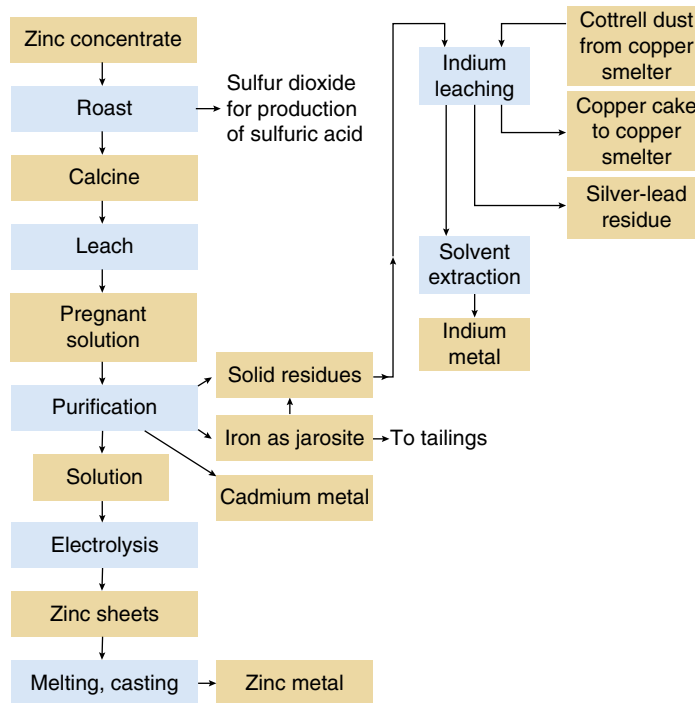 Zinc concentrate
Roast
Sulfur dioxide
for production
of sulfuric acid
Calcine
Leach
Pregnant
solution
Purification
Solid residues
Iron as jarosite
To tailings
Cadmium metal
Solution
Electrolysis
Zinc sheets
Melting, casting
Zinc metal
Indium
leaching
Cottrell dust
from copper
smelter
Copper cake
to copper
smelter
Silver-lead
residue
Solvent
extraction
Indium
metal